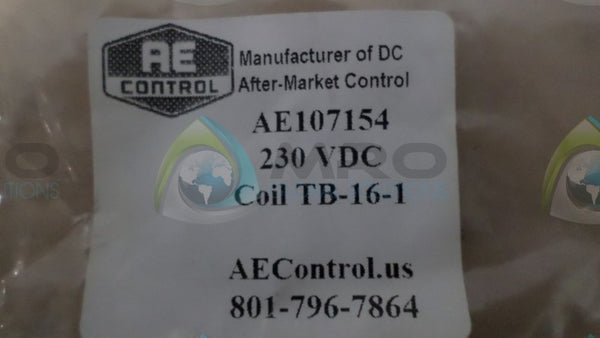 AE
CONTROL
Manufacturer of DC
After-Market Control
AE107154
230 VDC
Coil TB-16-1
AEControl.us
801-796-7864
MRO